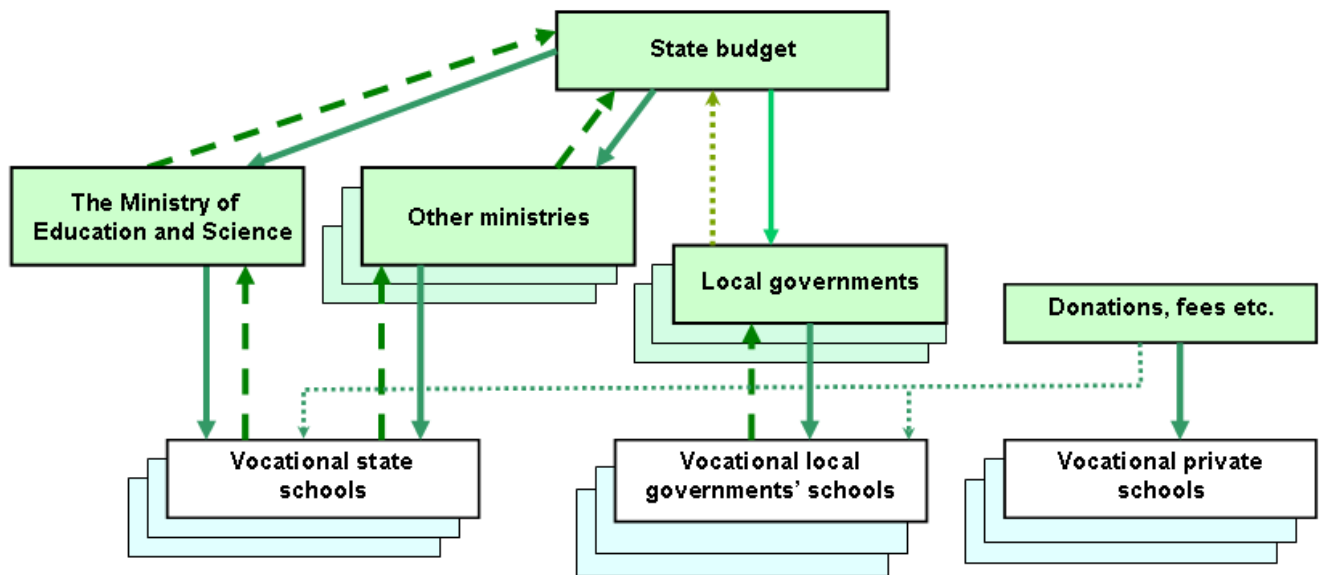 State budget
The Ministry of
Education and Science
Other ministries
Local governments
Donations, fees etc.
Vocational state
schools
Vocational local
governments’ schools
Vocational private
schools